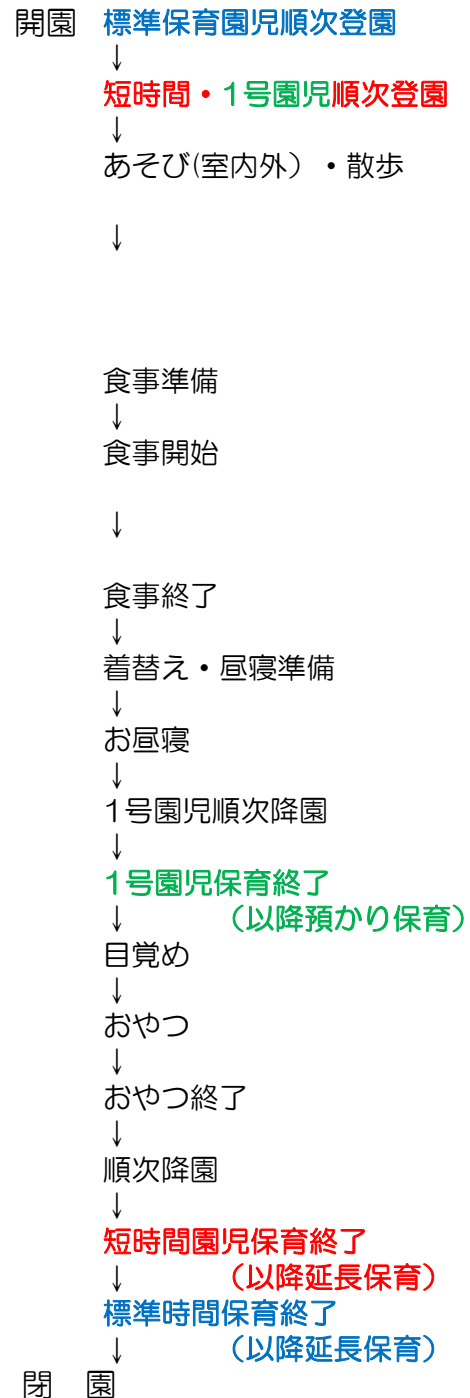 開園 標準保育園児順次登園
↓
短時間・1号園児順次登園
↓
あそび(室内外）・散歩
↓
食事準備
↓
食事開始
↓
食事終了
↓
着替え・昼寝準備
↓
お昼寝
↓
1号園児順次降園
↓
1号園児保育終了
↓ （以降預かり保育）
目覚め
↓
おやつ
↓
おやつ終了
↓
順次降園
↓
短時間園児保育終了
↓ （以降延長保育）
標準時間保育終了
↓ （以降延長保育）
閉 園